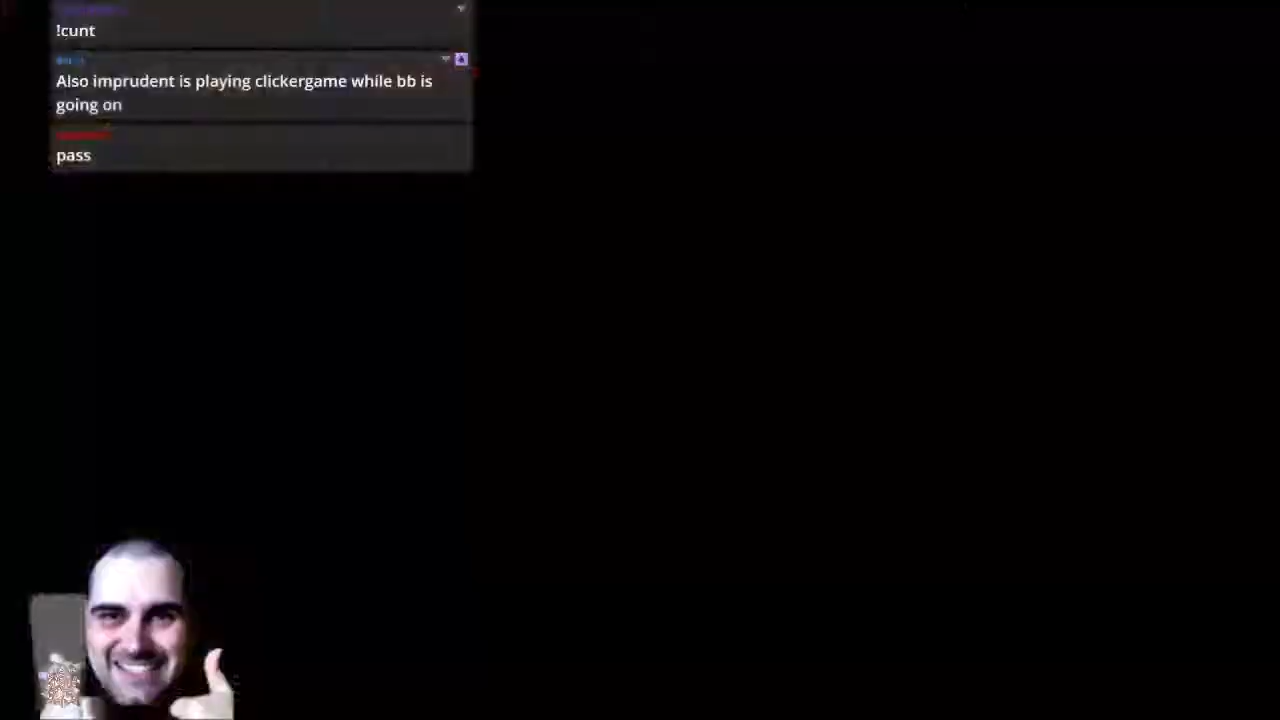 !cunt
Also imprudent is playing clickergame while bb is
going on
pass